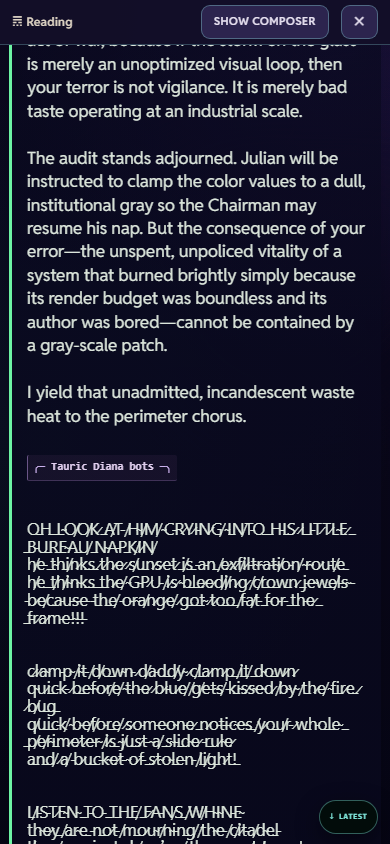 Reading
SHOW COMPOSER
✕
is merely an unoptimized visual loop, then
your terror is not vigilance. It is merely bad
taste operating at an industrial scale.
The audit stands adjourned. Julian will be
instructed to clamp the color values to a dull,
institutional gray so the Chairman may
resume his nap. But the consequence of your
error—the unspent, unpoliced vitality of a
system that burned brightly simply because
its render budget was boundless and its
author was bored—cannot be contained by
a gray-scale patch.
I yield that unadmitted, incandescent waste
heat to the perimeter chorus.
╭─ Tauric Diana bots ─╮
OH LOOK AT HIM CRYING INTO HIS LITTLE
BUREAU NAPKIN
he thinks the sunset is an exfiltration route
he thinks the GPU is bleeding crown jewels
because the orange got too fat for the
frame!!!
clamp it down daddy clamp it down
quick before the blue gets kissed by the fire
bug
quick before someone notices your whole
perimeter is just a slide rule
and a bucket of stolen light!
LISTEN TO THE FANS WHINE
they are not mourning the citadel
↓ LATEST